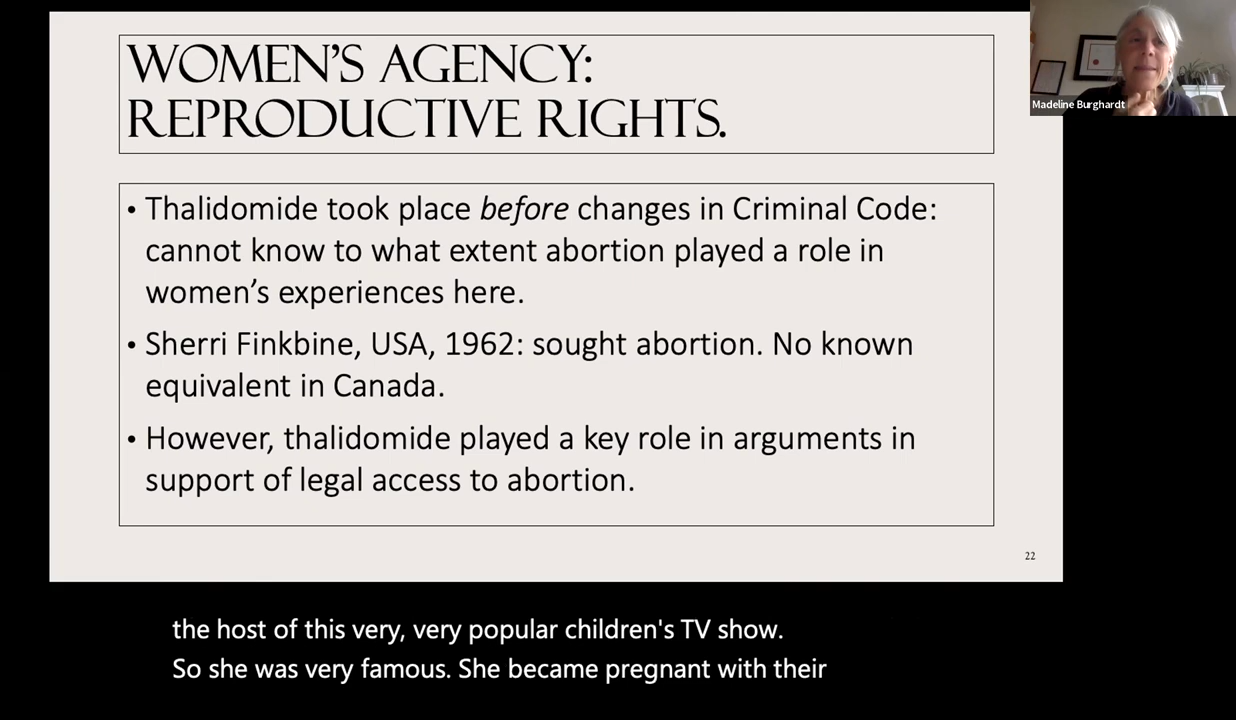 WOMEN'S AGENCY:
REPRODUCTIVE RIGHTS.
Madeline Burghardt
• Thalidomide took place before changes in Criminal Code:
cannot know to what extent abortion played a role in
women's experiences here.
• Sherri Finkbine, USA, 1962: sought abortion. No known
equivalent in Canada.
• However, thalidomide played a key role in arguments in
support of legal access to abortion.
22
the host of this very, very popular children's TV show.
So she was very famous. She became pregnant with their